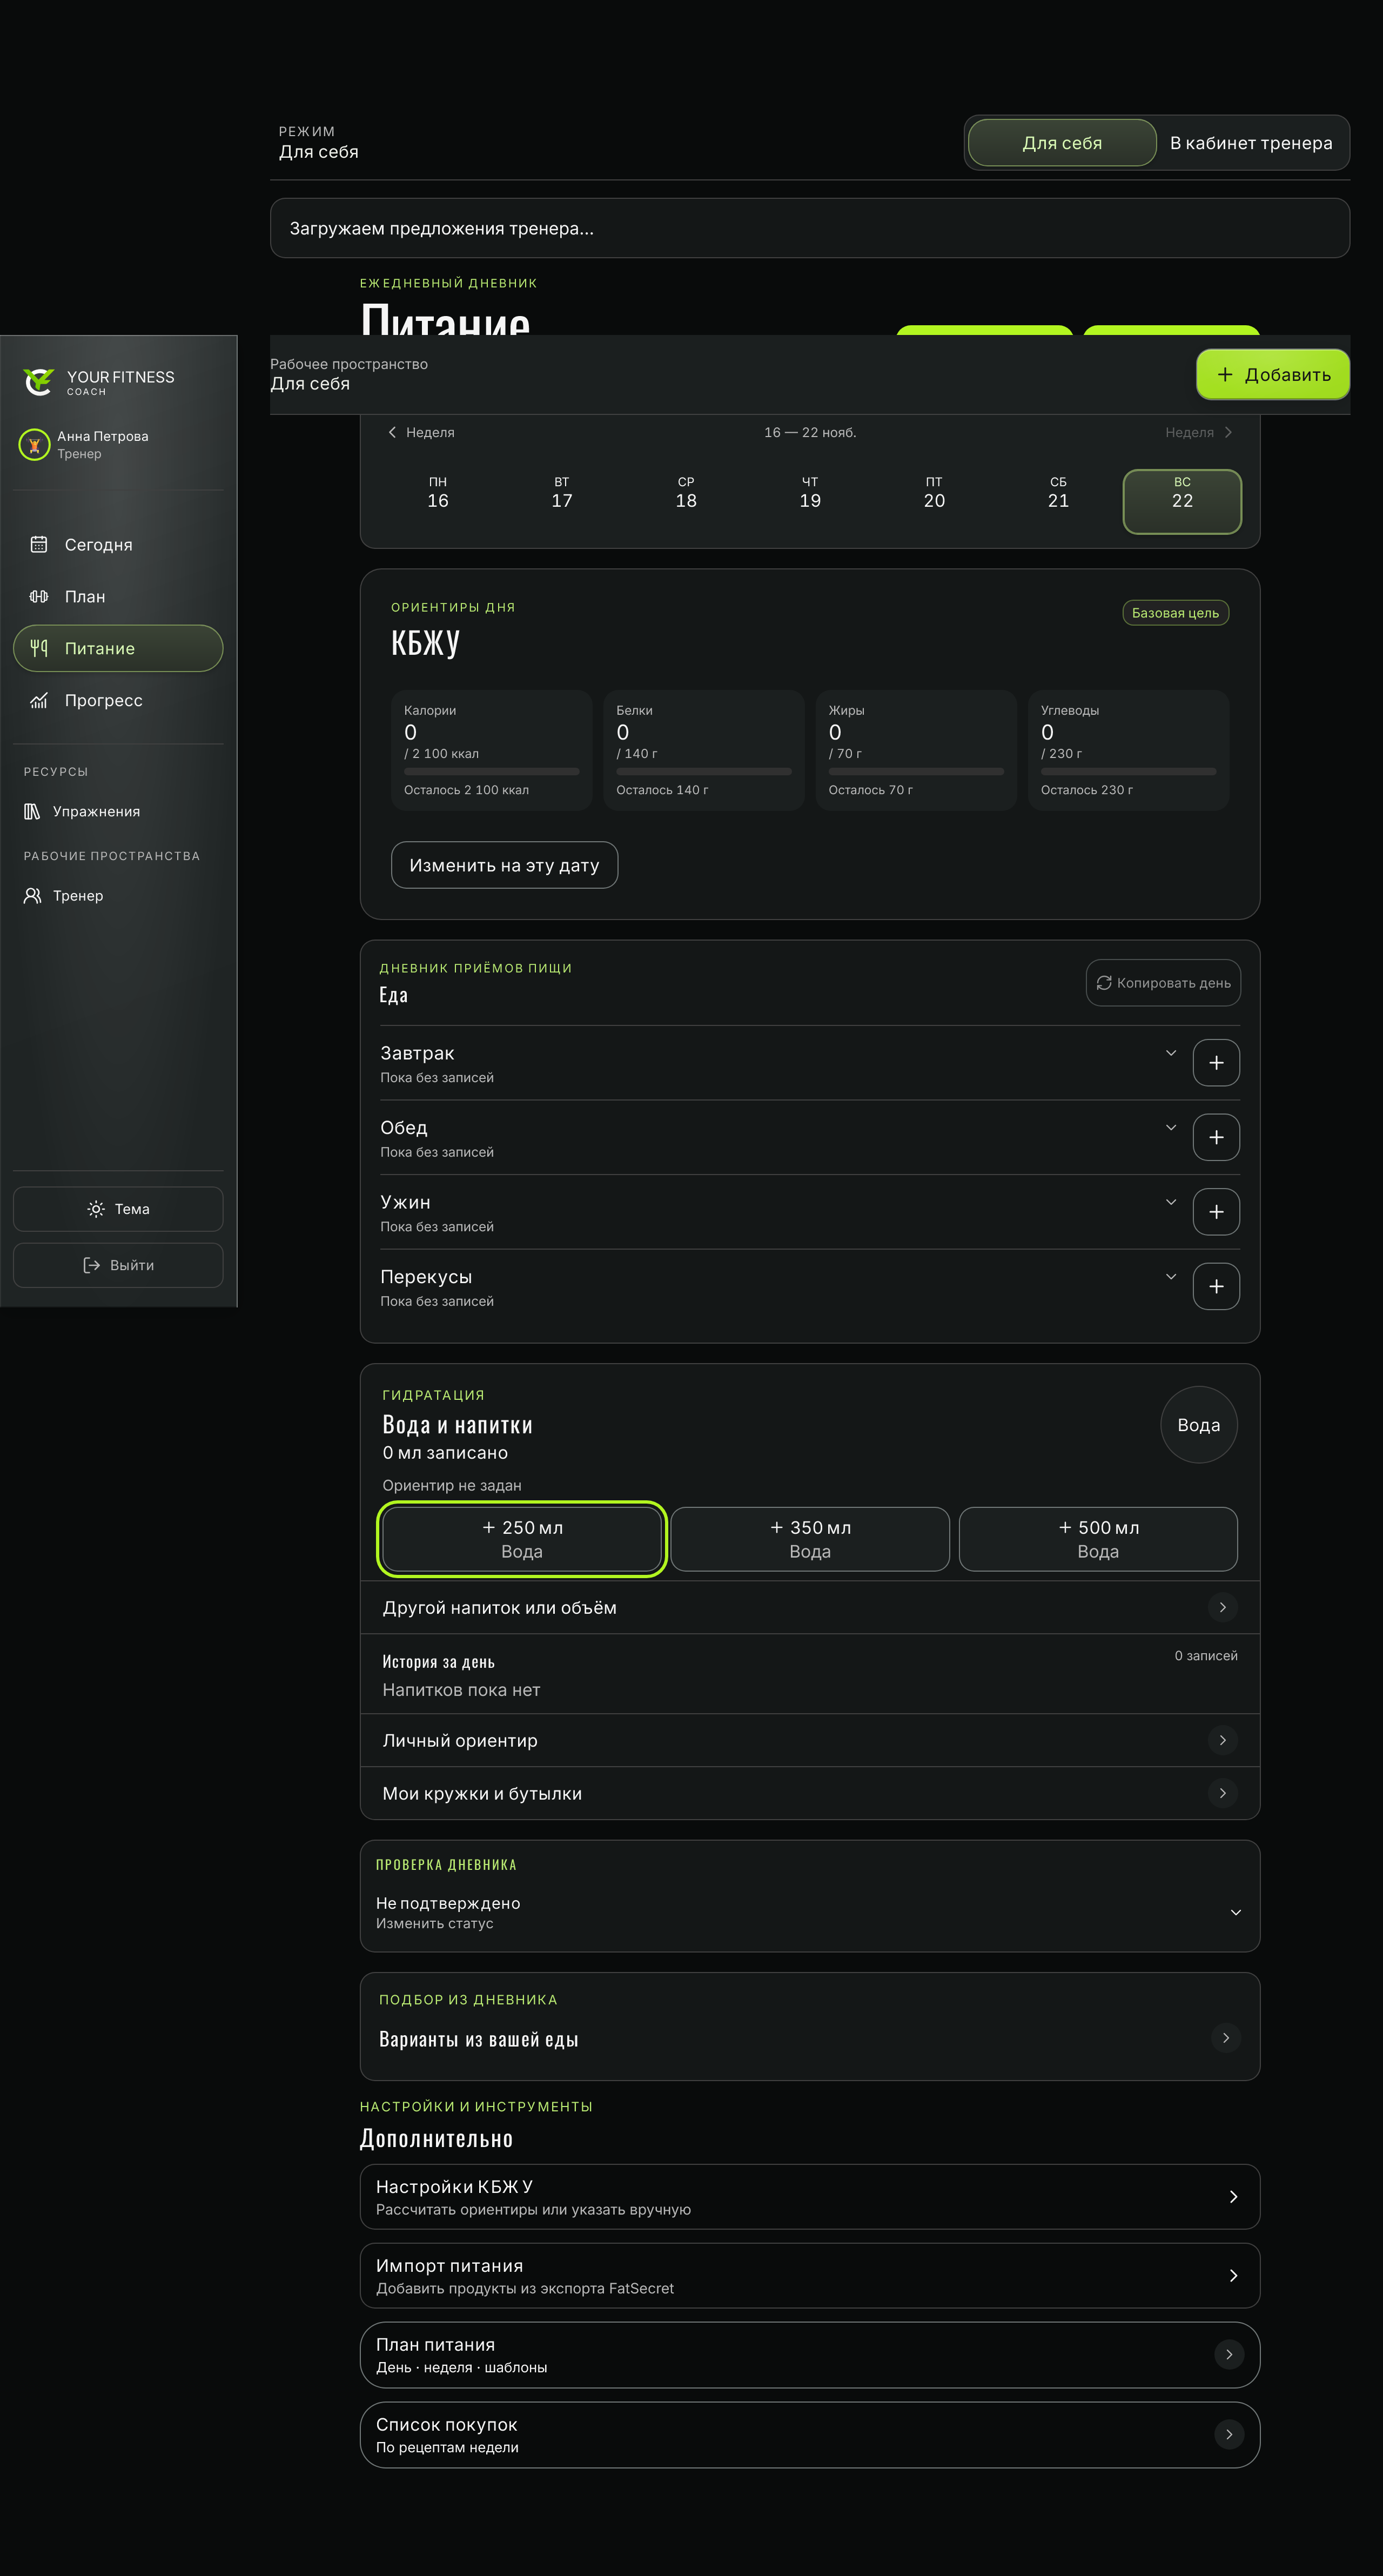 РЕЖИМ
Для себя
Для себя
В кабинет тренера
Загружаем предложения тренера...
ЕЖЕДНЕВНЫЙ ДНЕВНИК
Питание
Рабочее пространство
Для себя
Добавить
YOUR FITNESS
COACH
Анна Петрова
Тренер
Сегодня
План
Питание
Прогресс
РЕСУРСЫ
Упражнения
РАБОЧИЕ ПРОСТРАНСТВА
Тренер
Тема
Выйти
Неделя
16 — 22 нояб.
Неделя
ПН
16
ВТ
17
СР
18
ЧТ
19
ПТ
20
СБ
21
ВС
22
ОРИЕНТИРЫ ДНЯ
КБЖУ
Базовая цель
Калории
0
/ 2 100 ккал
Осталось 2 100 ккал
Белки
0
/ 140 г
Осталось 140 г
Жиры
0
/ 70 г
Осталось 70 г
Углеводы
0
/ 230 г
Осталось 230 г
Изменить на эту дату
ДНЕВНИК ПРИЁМОВ ПИЩИ
Еда
Копировать день
Завтрак
Пока без записей
Обед
Пока без записей
Ужин
Пока без записей
Перекусы
Пока без записей
ГИДРАТАЦИЯ
Вода и напитки
0 мл записано
Ориентир не задан
Вода
+ 250 мл
Вода
+ 350 мл
Вода
+ 500 мл
Вода
Другой напиток или объём
История за день
0 записей
Напитков пока нет
Личный ориентир
Мои кружки и бутылки
ПРОВЕРКА ДНЕВНИКА
Не подтверждено
Изменить статус
ПОДБОР ИЗ ДНЕВНИКА
Варианты из вашей еды
НАСТРОЙКИ И ИНСТРУМЕНТЫ
Дополнительно
Настройки КБЖУ
Рассчитать ориентиры или указать вручную
Импорт питания
Добавить продукты из экспорта FatSecret
План питания
День · неделя · шаблоны
Список покупок
По рецептам недели